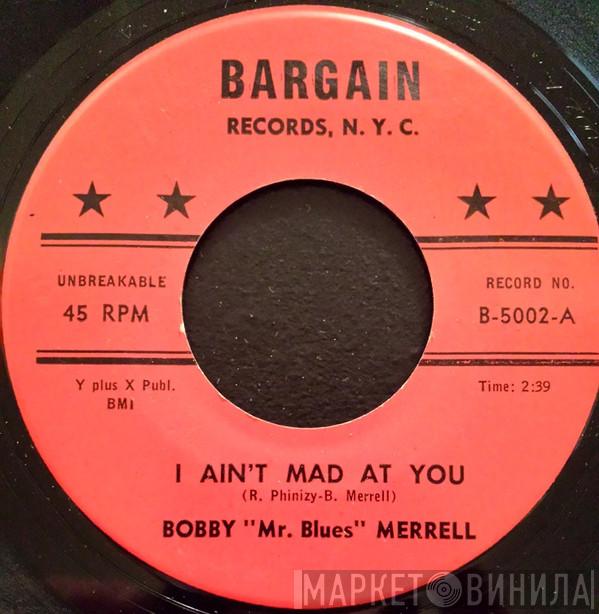 BARGAIN
RECORDS, N. Y. C.
UNBREAKABLE
45 RPM
RECORD NO.
B-5002-A
Y plus X Publ.
BMI
Time: 2:39
I AIN'T MAD AT YOU
(R. Phinizy-B. Merrell)
BOBBY "Mr. Blues" MERRELL
МАРКЕТ ВИНИЛА